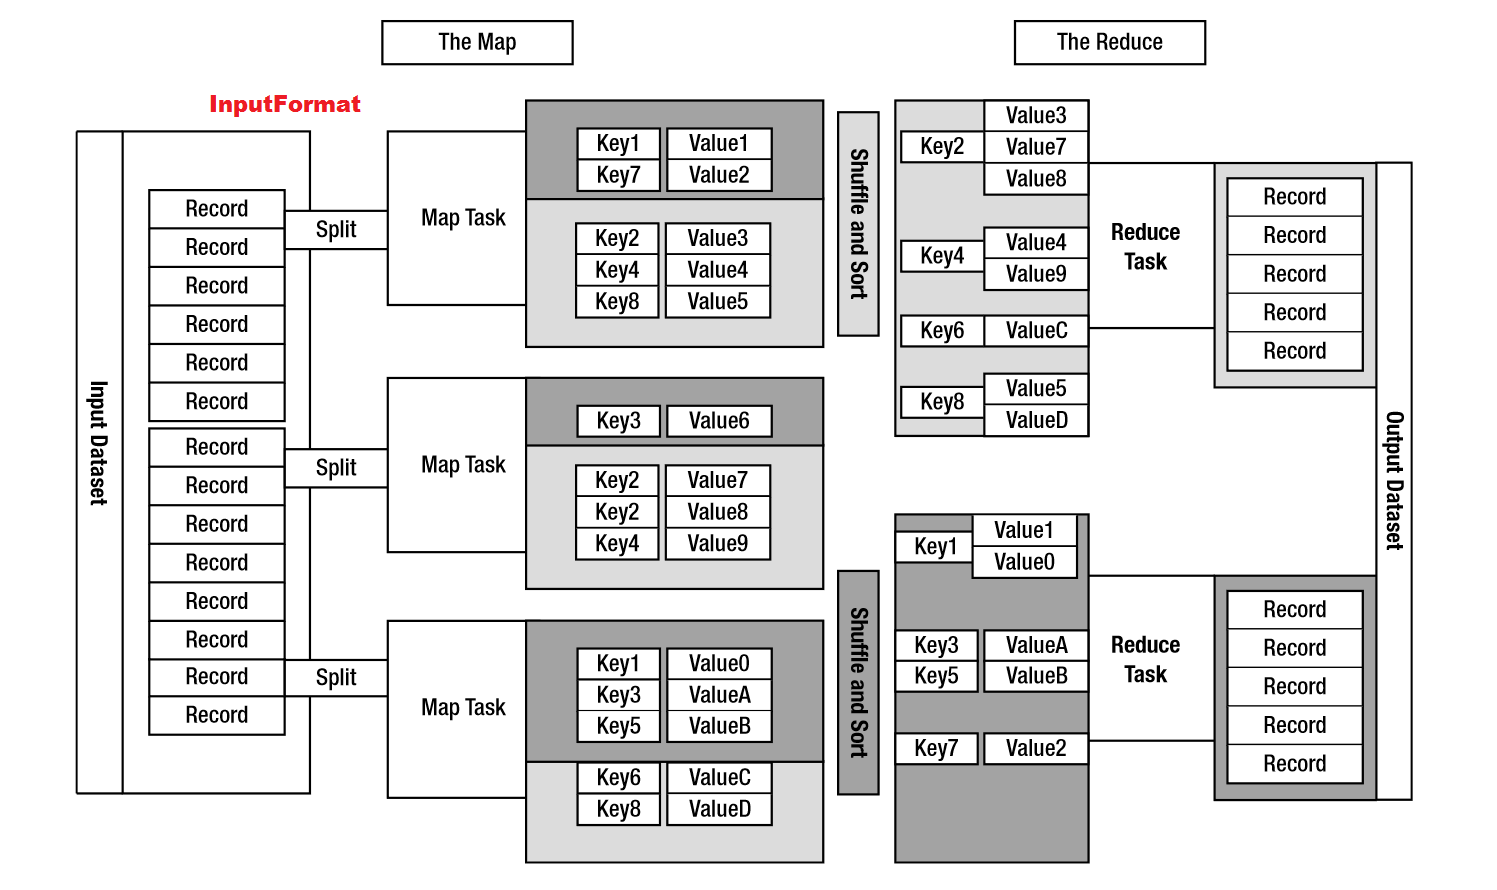 The Map
The Reduce
InputFormat
Input Dataset
Record
Record
Record
Record
Record
Record
Record
Record
Record
Record
Record
Record
Record
Record
Split
Split
Split
Map Task
Key1 Value1
Key7 Value2
Key2 Value3
Key4 Value4
Key8 Value5
Map Task
Key3 Value6
Key2 Value7
Key2 Value8
Key4 Value9
Map Task
Key1 Value0
Key3 ValueA
Key5 ValueB
Key6 ValueC
Key8 ValueD
Shuffle and Sort
Shuffle and Sort
Key2
Value3
Value7
Value8
Key4
Value4
Value9
Key6 ValueC
Key8
Value5
ValueD
Reduce
Task
Record
Record
Record
Record
Record
Key1
Value1
Value0
Key3 ValueA
Key5 ValueB
Key7 Value2
Reduce
Task
Record
Record
Record
Record
Record
Output Dataset